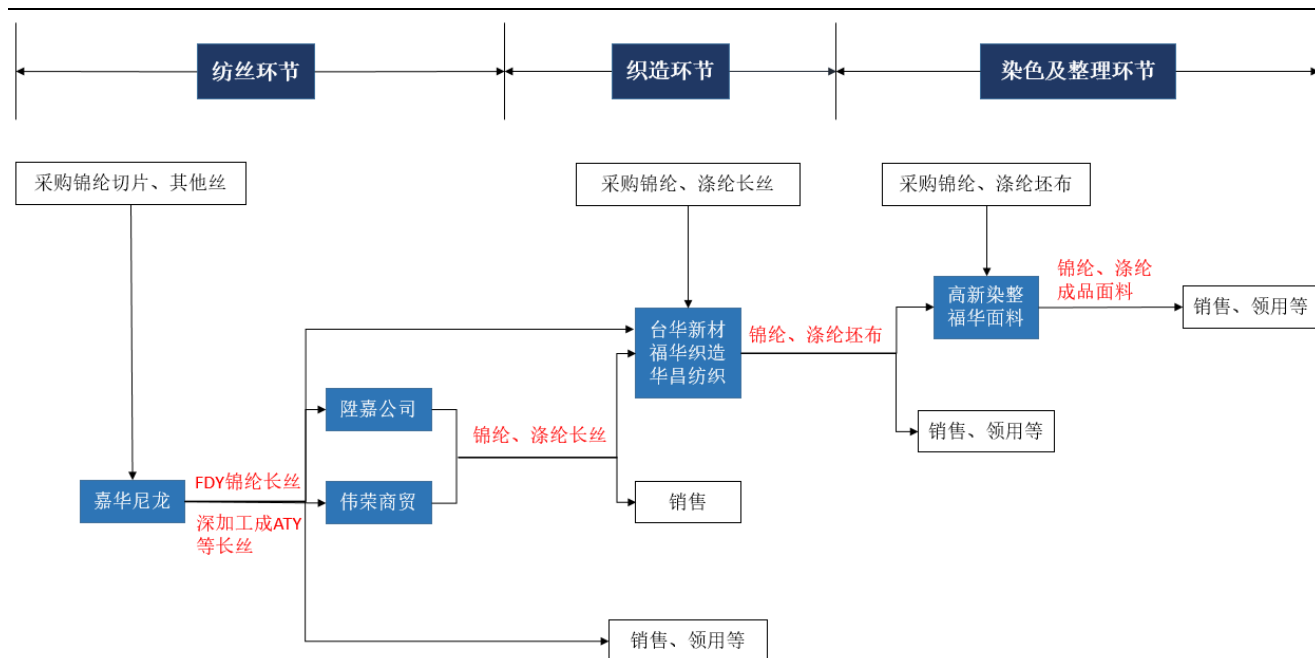 纺丝环节
织造环节
染色及整理环节
采购锦纶切片、其他丝
采购锦纶、涤纶长丝
采购锦纶、涤纶坯布
锦纶、涤纶
成品面料
高新染整
福华面料
销售、领用等
台华新材
福华织造
华昌纺织
锦纶、涤纶坯布
陞嘉公司
锦纶、涤纶长丝
销售、领用等
FDY锦纶长丝
嘉华尼龙
伟荣商贸
销售
深加工成ATY
等长丝
销售、领用等